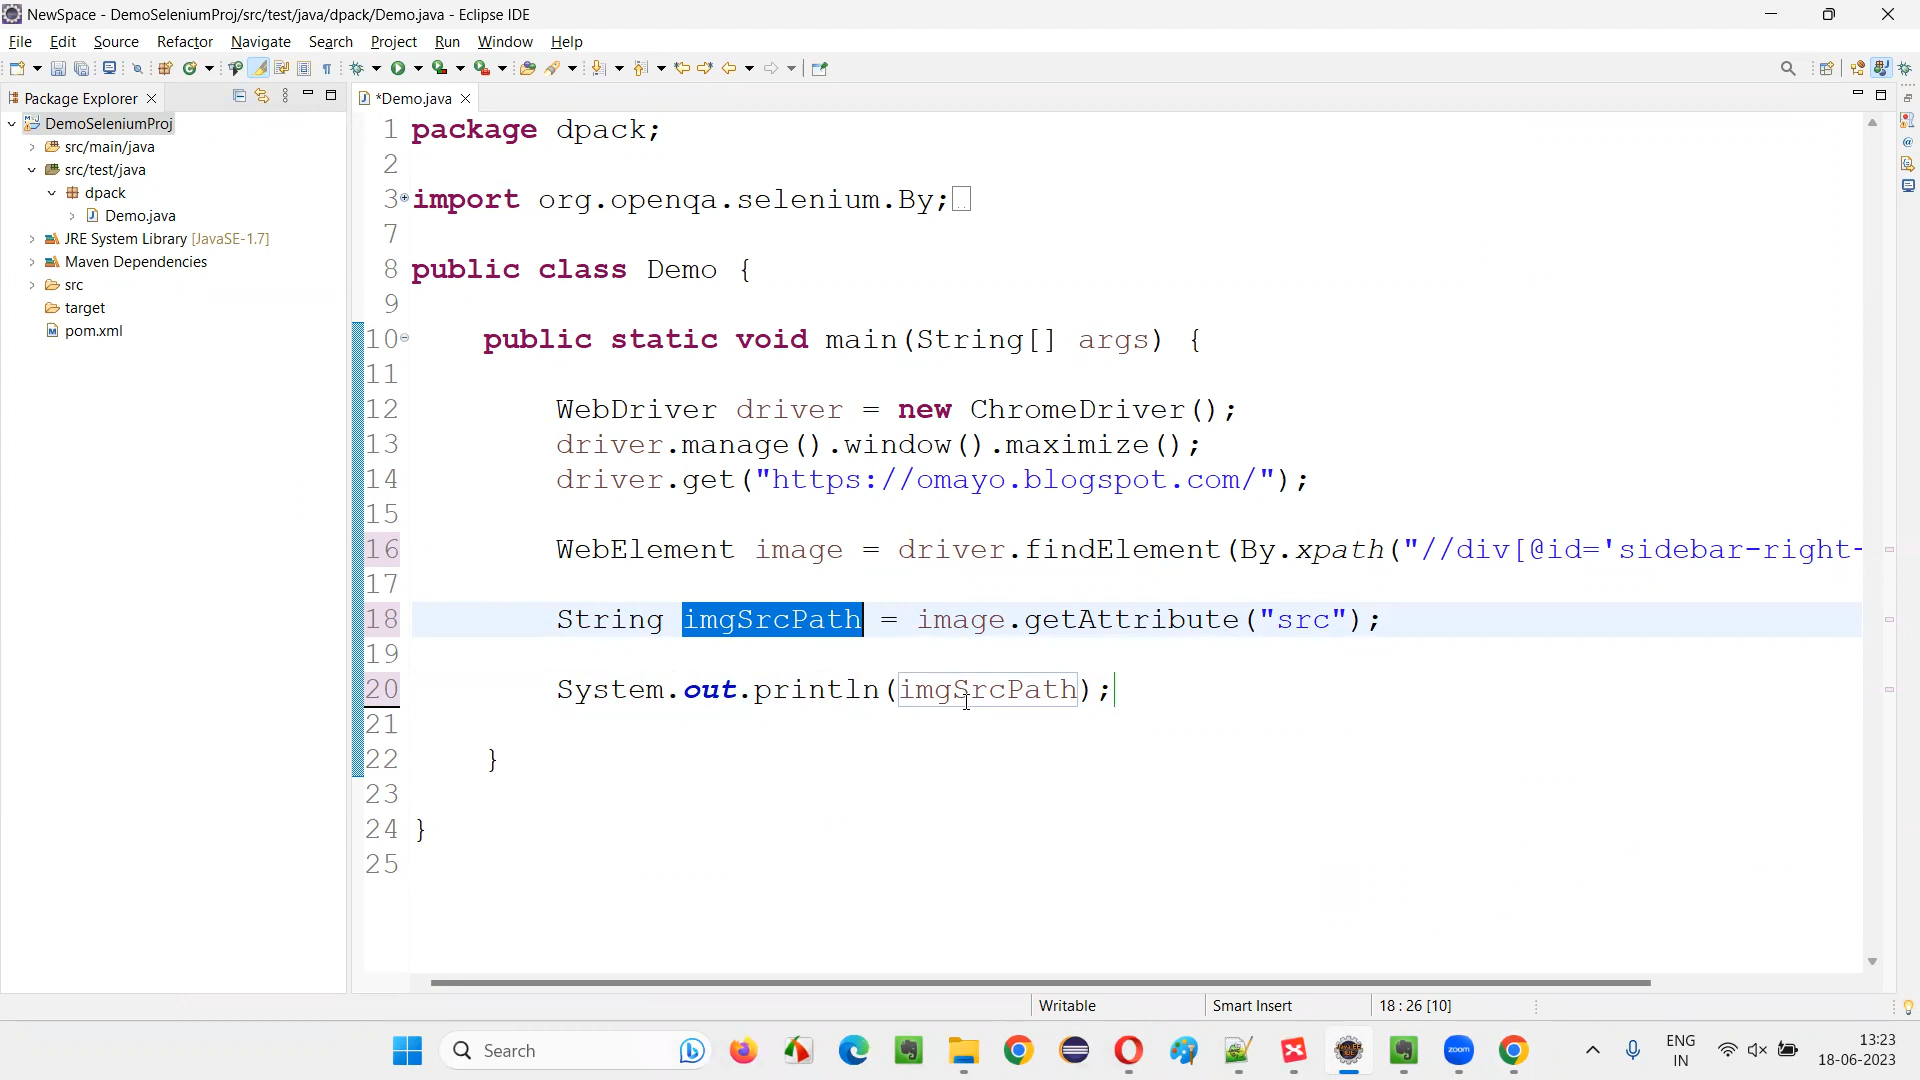 NewSpace - DemoSeleniumProj/src/test/java/dpack/Demo.java - Eclipse IDE
File Edit Source Refactor Navigate Search Project Run Window Help
Package Explorer
*Demo.java
DemoSeleniumProj
src/main/java
src/test/java
dpack
Demo.java
JRE System Library [JavaSE-1.7]
Maven Dependencies
src
target
pom.xml
1 package dpack;
2
3 import org.openqa.selenium.By;
7
8 public class Demo {
9
10 public static void main(String[] args) {
11
12 WebDriver driver = new ChromeDriver();
13 driver.manage().window().maximize();
14 driver.get("https://omayo.blogspot.com/");
15
16 WebElement image = driver.findElement(By.xpath("//div[@id='sidebar-right-
17
18 String imgSrcPath = image.getAttribute("src");
19
20 System.out.println(imgSrcPath);
21
22 }
23
24 }
25
Writable Smart Insert 18 : 26 [10]
Search
zoom
ENG
IN
13:23
18-06-2023